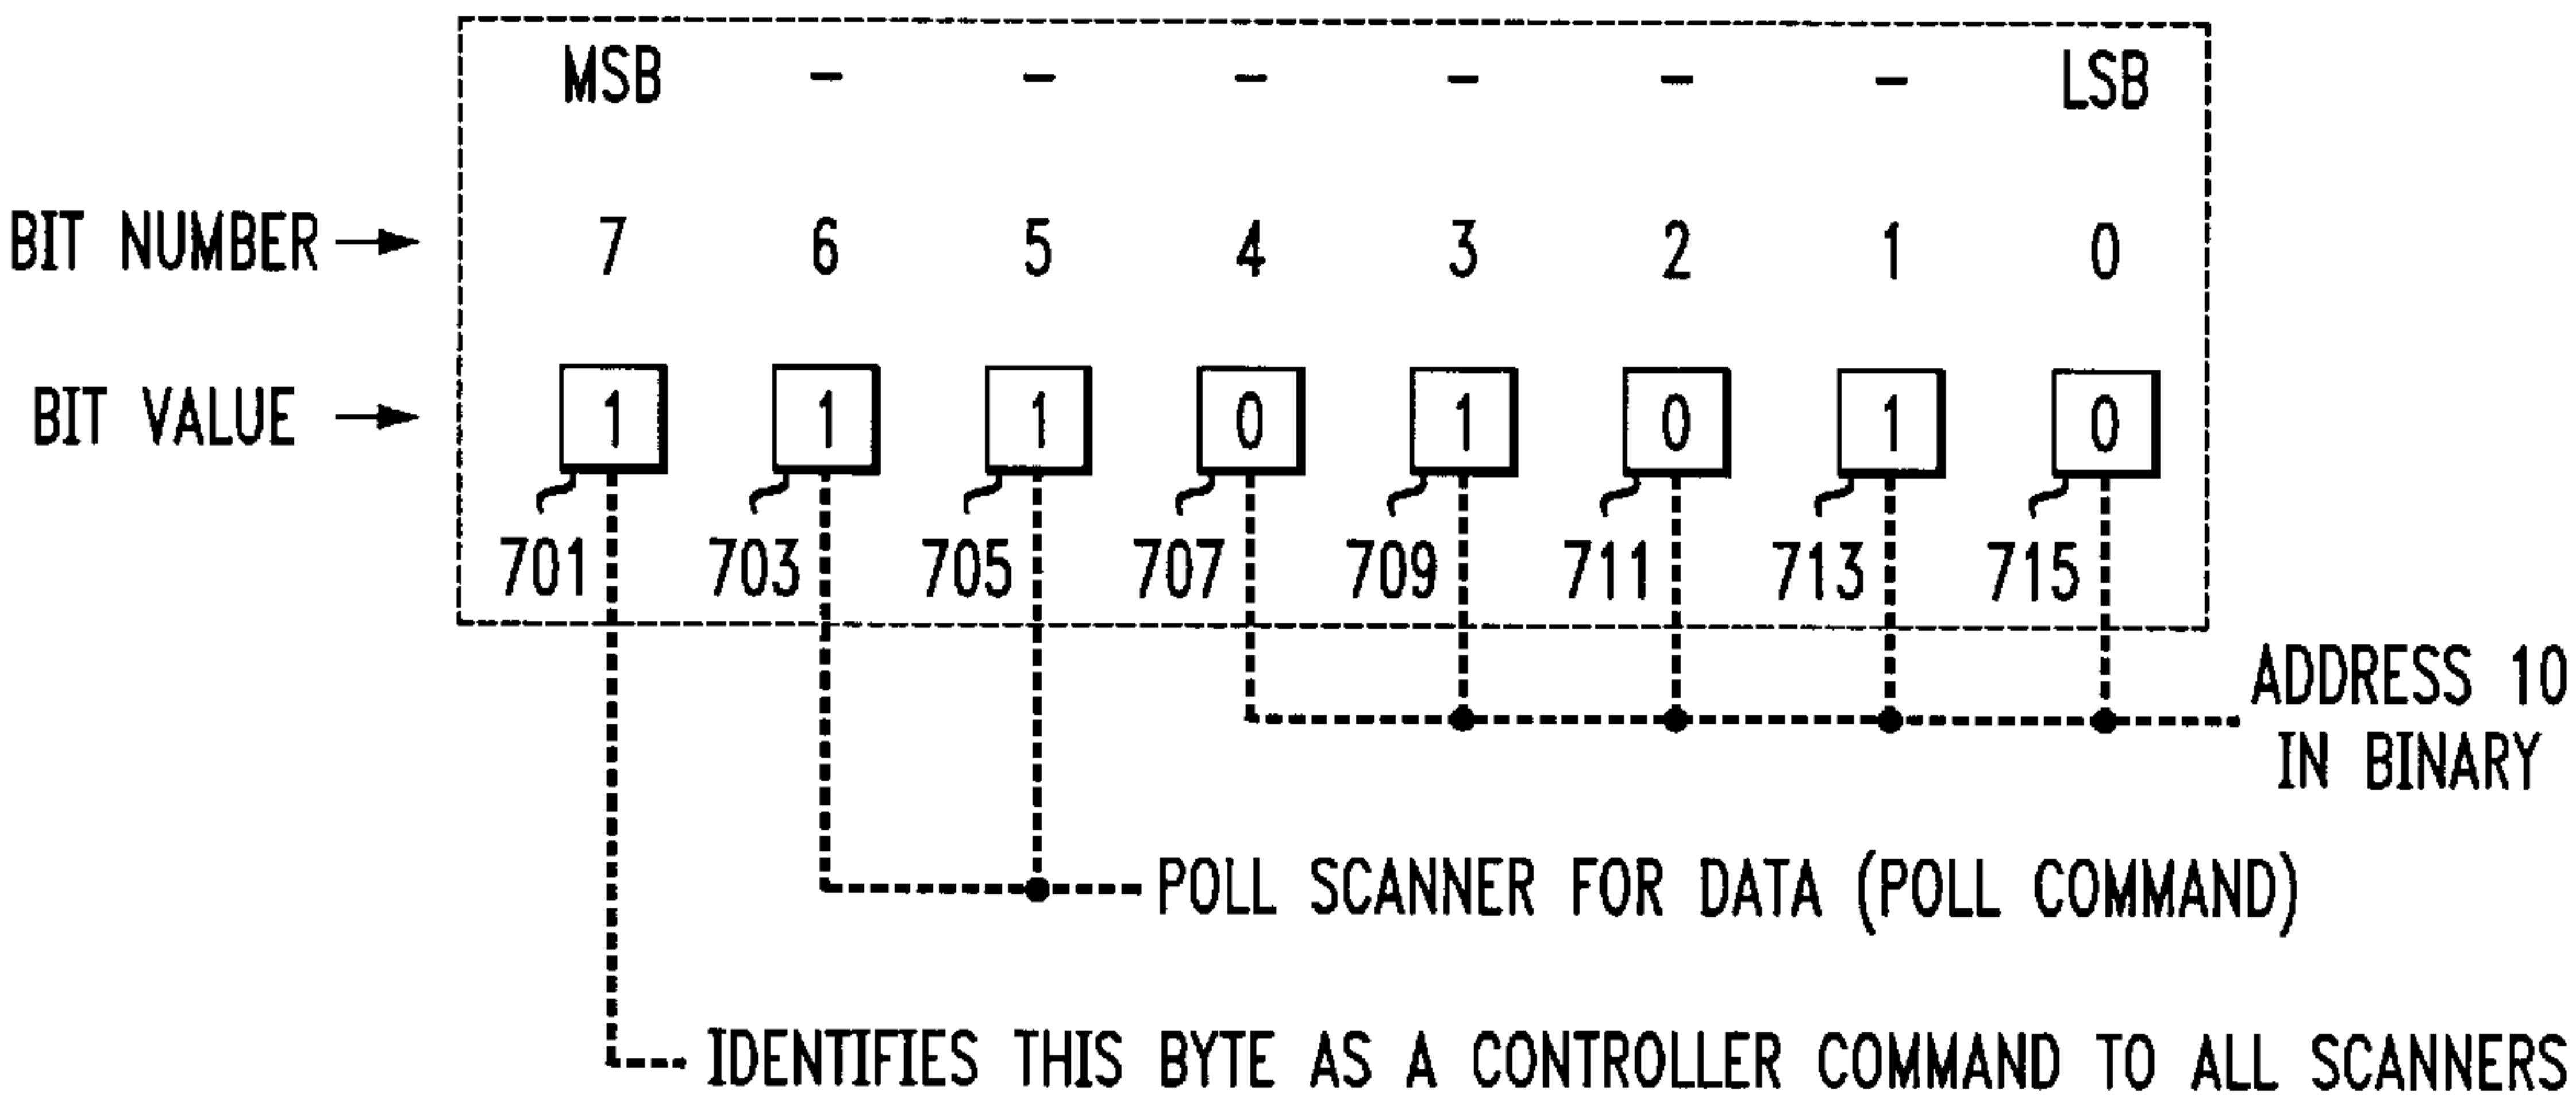 MSB - - - - - - LSB
BIT NUMBER 7 6 5 4 3 2 1 0
BIT VALUE 1 1 1 0 1 0 1 0
701 703 705 707 709 711 713 715
ADDRESS 10
IN BINARY
POLL SCANNER FOR DATA (POLL COMMAND)
IDENTIFIES THIS BYTE AS A CONTROLLER COMMAND TO ALL SCANNERS